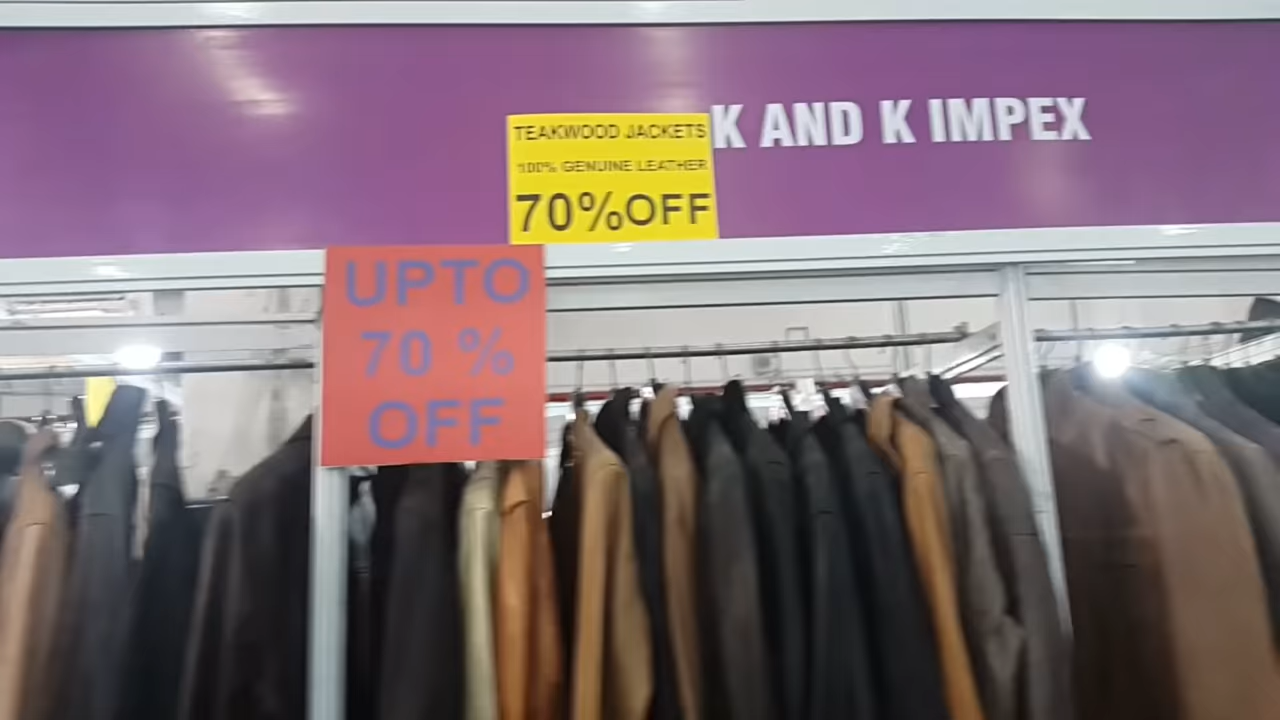 K AND K IMPEX
TEAKWOOD JACKETS
100% GENUINE LEATHER
70%OFF
UPTO
70 %
OFF